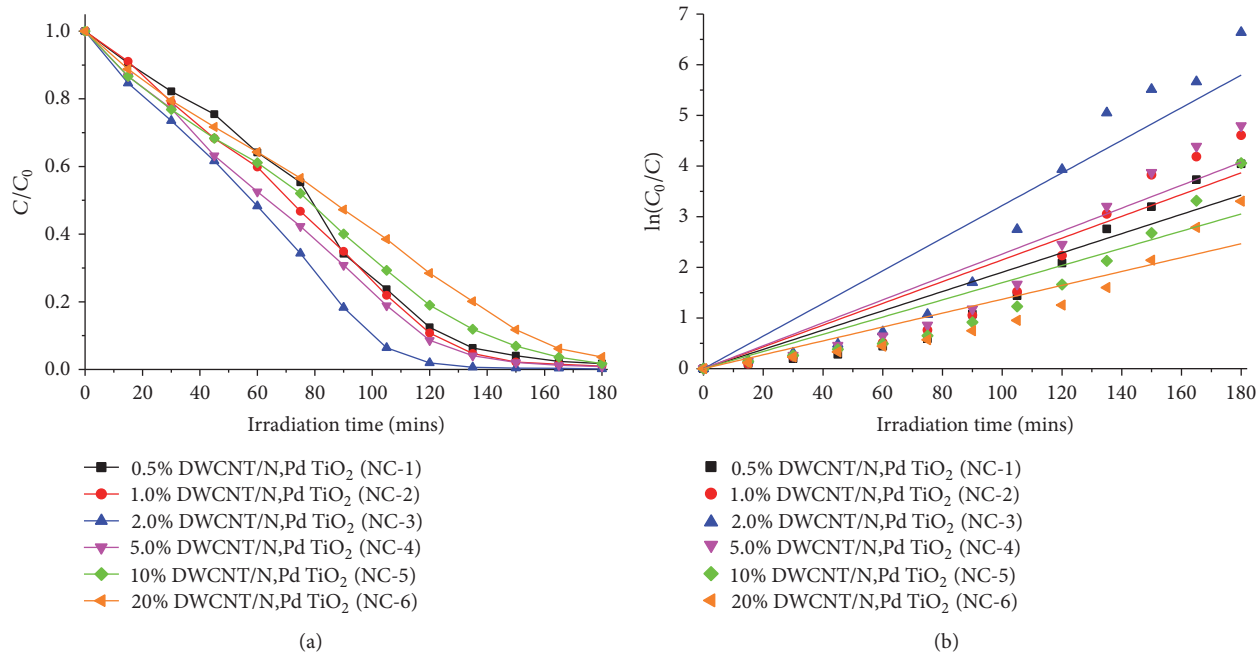 1.0
0.8
0.6
0.4
0.2
0.0
C/C₀
0 20 40 60 80 100 120 140 160 180
Irradiation time (mins)
0.5% DWCNT/N,Pd TiO₂ (NC-1)
1.0% DWCNT/N,Pd TiO₂ (NC-2)
2.0% DWCNT/N,Pd TiO₂ (NC-3)
5.0% DWCNT/N,Pd TiO₂ (NC-4)
10% DWCNT/N,Pd TiO₂ (NC-5)
20% DWCNT/N,Pd TiO₂ (NC-6)
(a)
7
6
5
4
3
2
1
0
ln(C₀/C)
0 20 40 60 80 100 120 140 160 180
Irradiation time (mins)
0.5% DWCNT/N,Pd TiO₂ (NC-1)
1.0% DWCNT/N,Pd TiO₂ (NC-2)
2.0% DWCNT/N,Pd TiO₂ (NC-3)
5.0% DWCNT/N,Pd TiO₂ (NC-4)
10% DWCNT/N,Pd TiO₂ (NC-5)
20% DWCNT/N,Pd TiO₂ (NC-6)
(b)